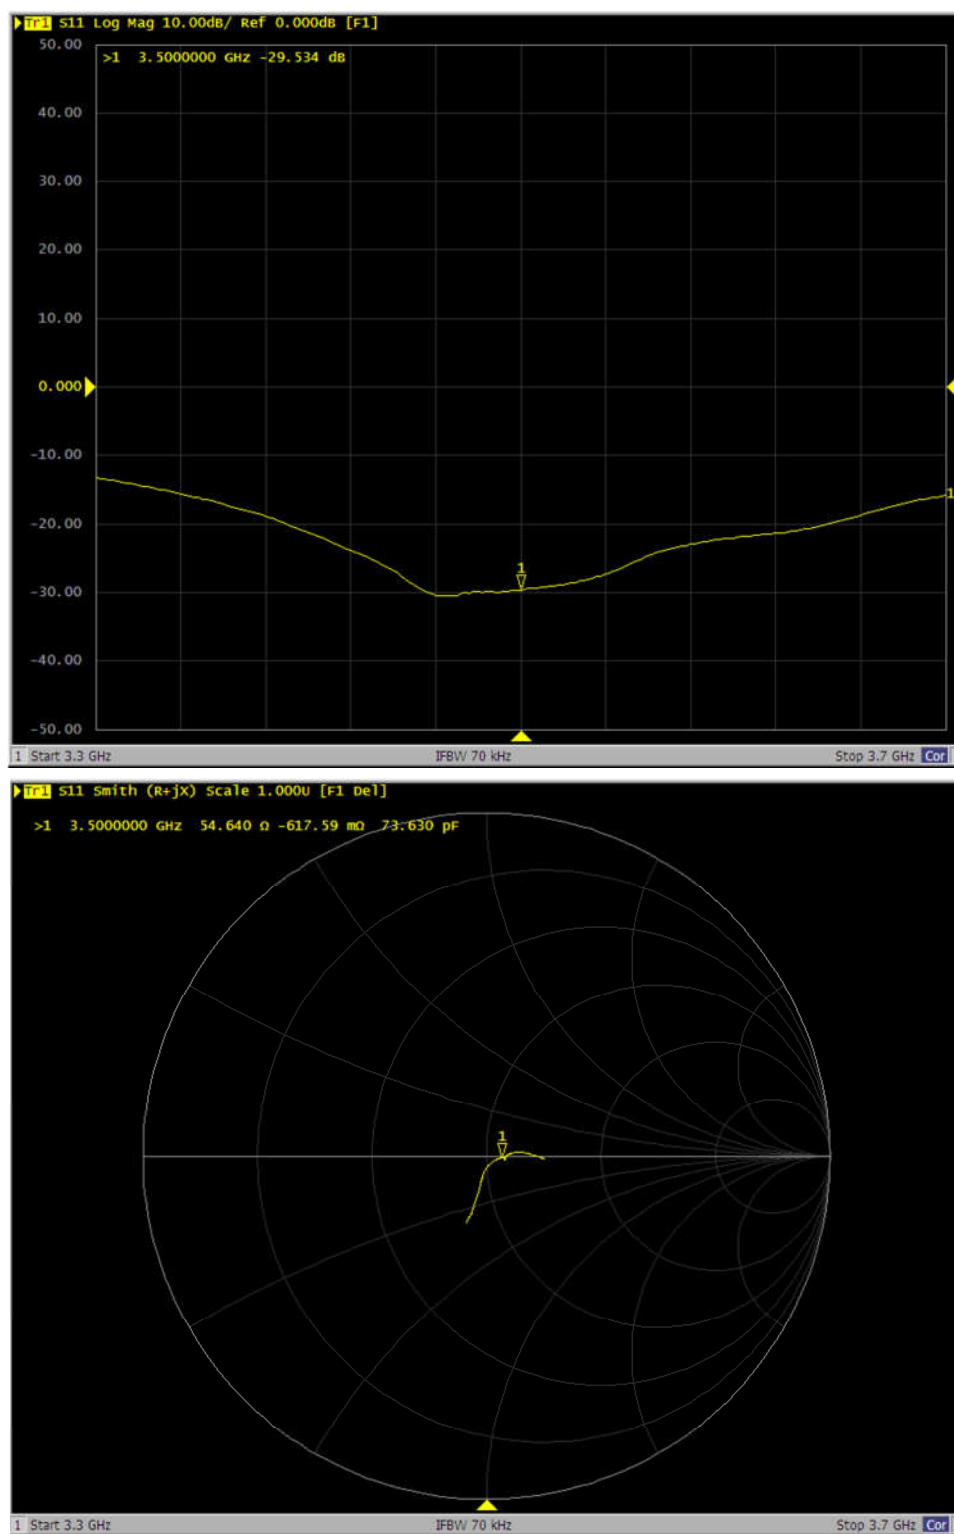 Tr1 S11 Log Mag 10.00dB/ Ref 0.000dB [F1]
50.00
>1 3.5000000 GHz -29.534 dB
40.00
30.00
20.00
10.00
0.000
-10.00
1
-20.00
1
-30.00
-40.00
-50.00
1 Start 3.3 GHz IFBW 70 kHz Stop 3.7 GHz Cor
Tr1 S11 Smith (R+jX) Scale 1.000U [F1 Del]
>1 3.5000000 GHz 54.640 Ω -617.59 mΩ 73.630 pF
1
1 Start 3.3 GHz IFBW 70 kHz Stop 3.7 GHz Cor